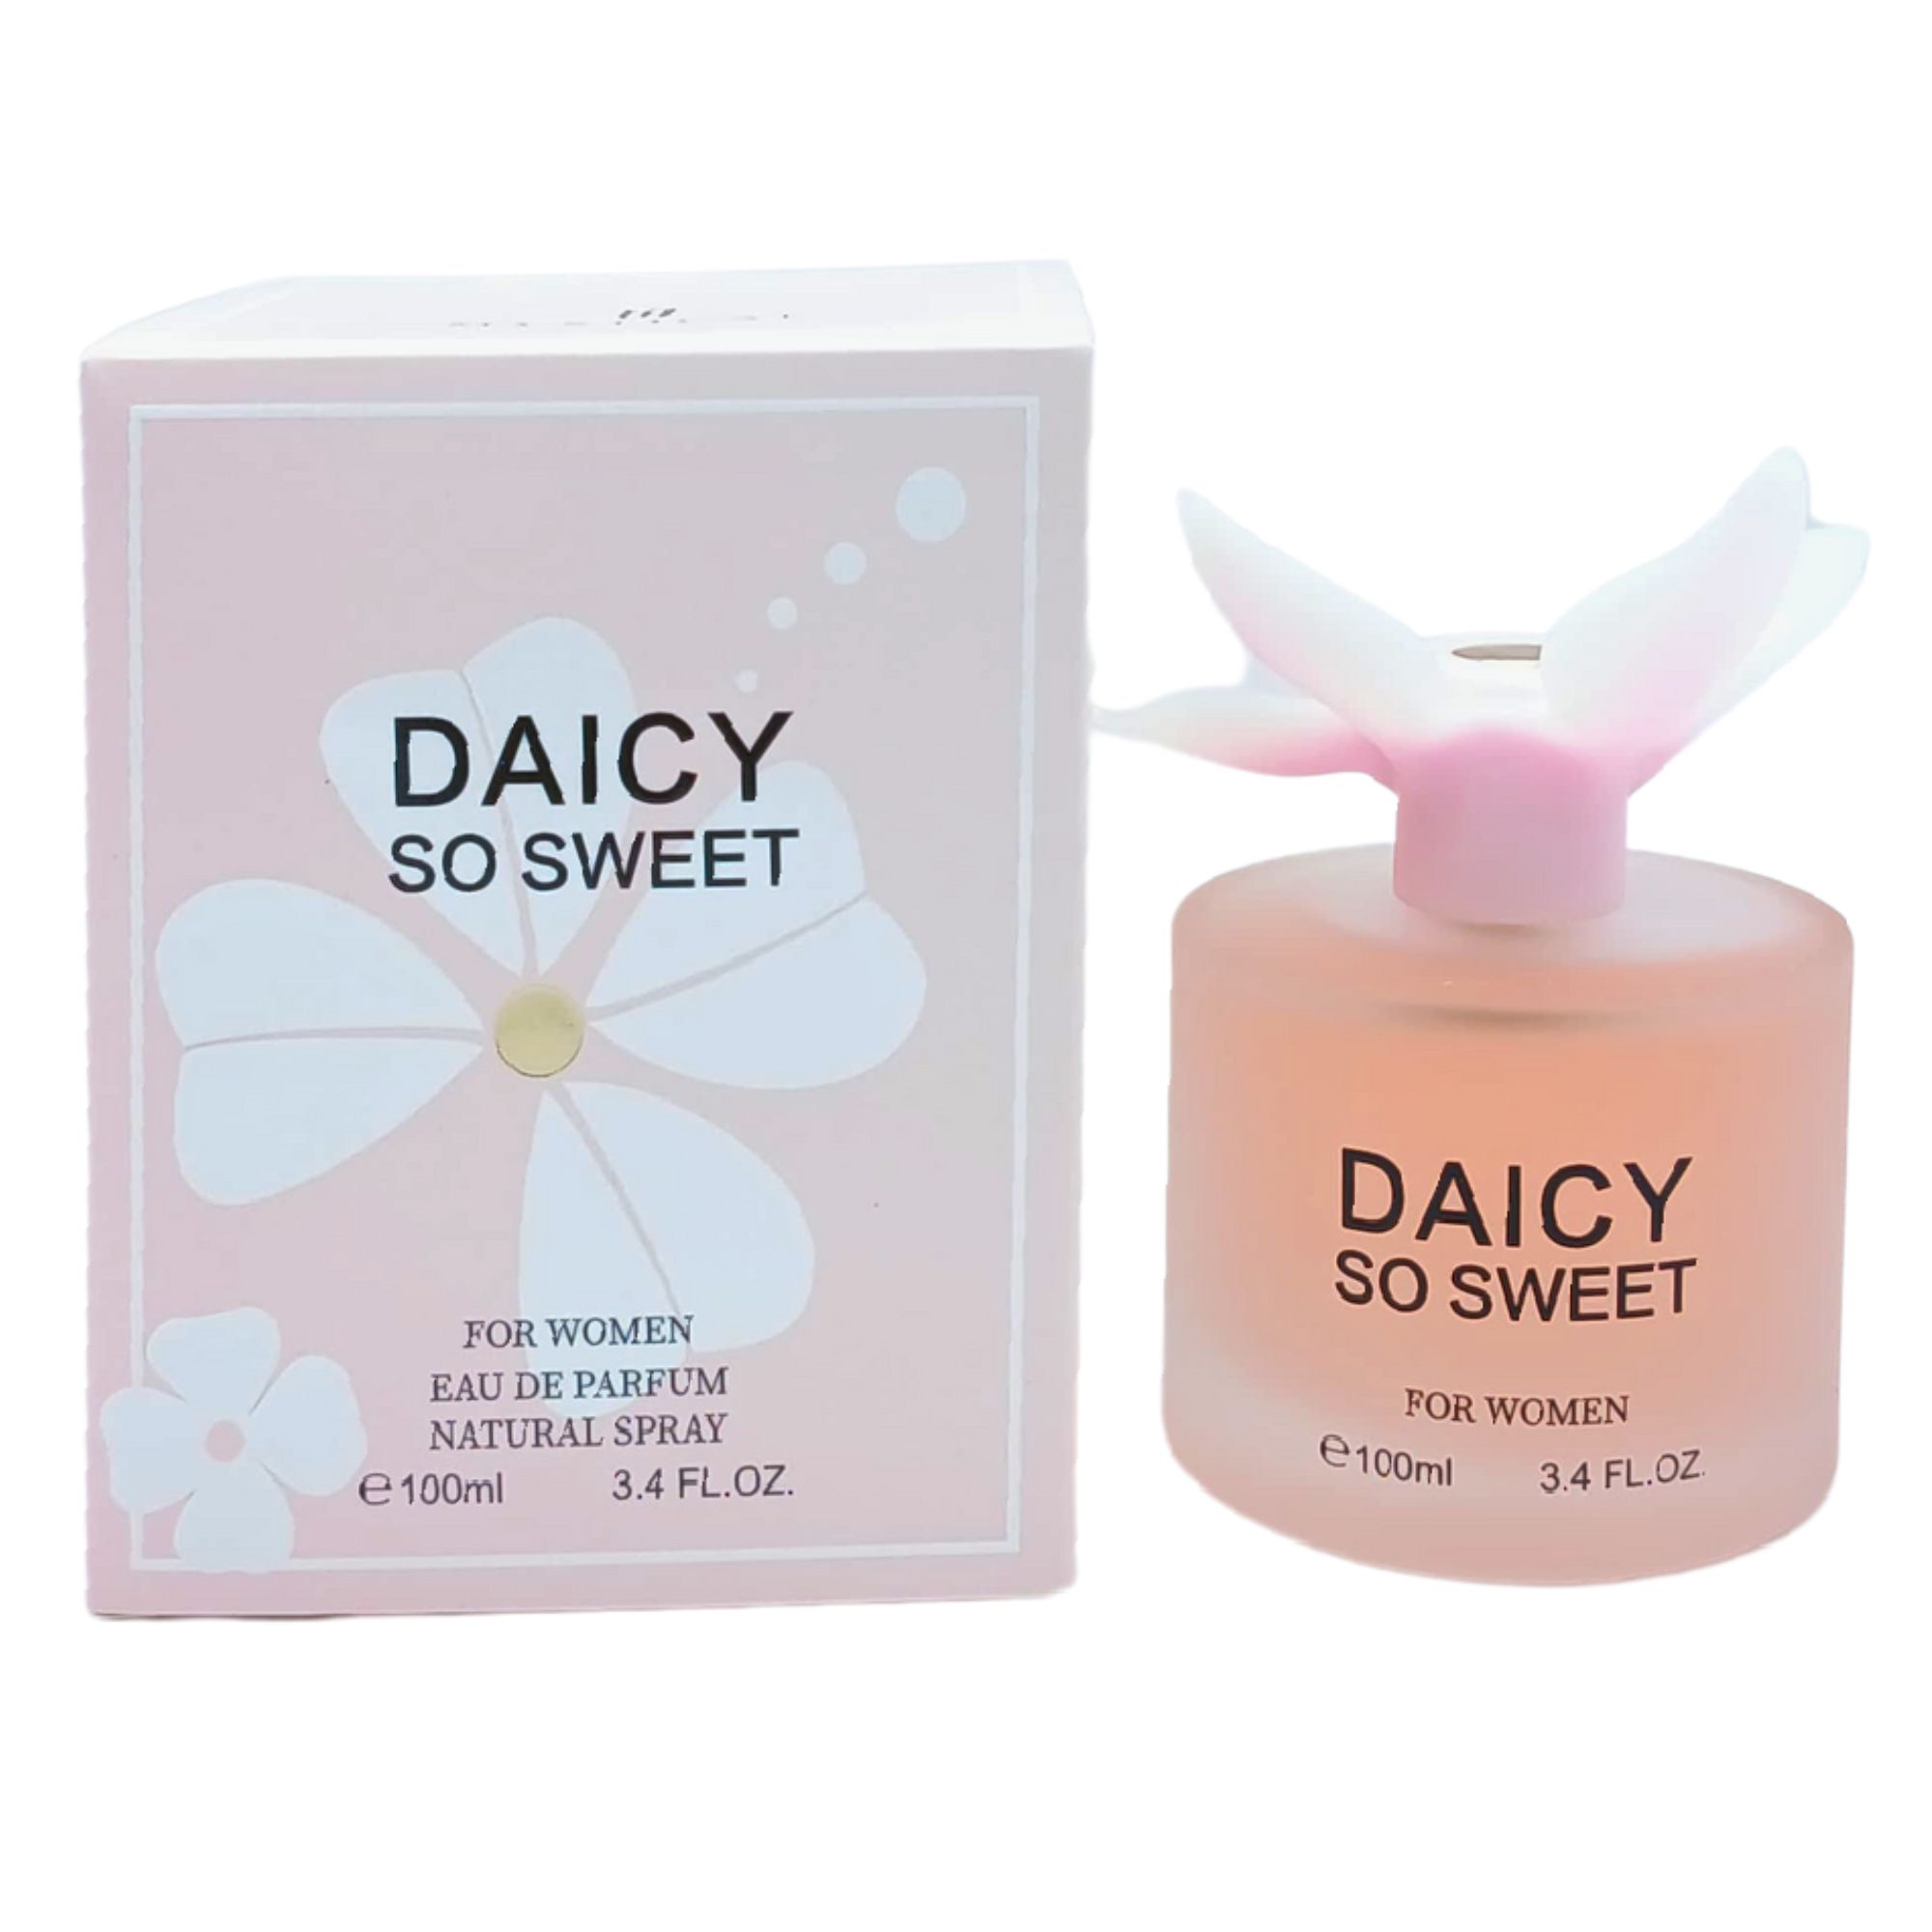 DAICY
SO SWEET
FOR WOMEN
EAU DE PARFUM
NATURAL SPRAY
℮100ml 3.4 FL.OZ.
DAICY
SO SWEET
FOR WOMEN
℮100ml 3.4 FL.OZ.